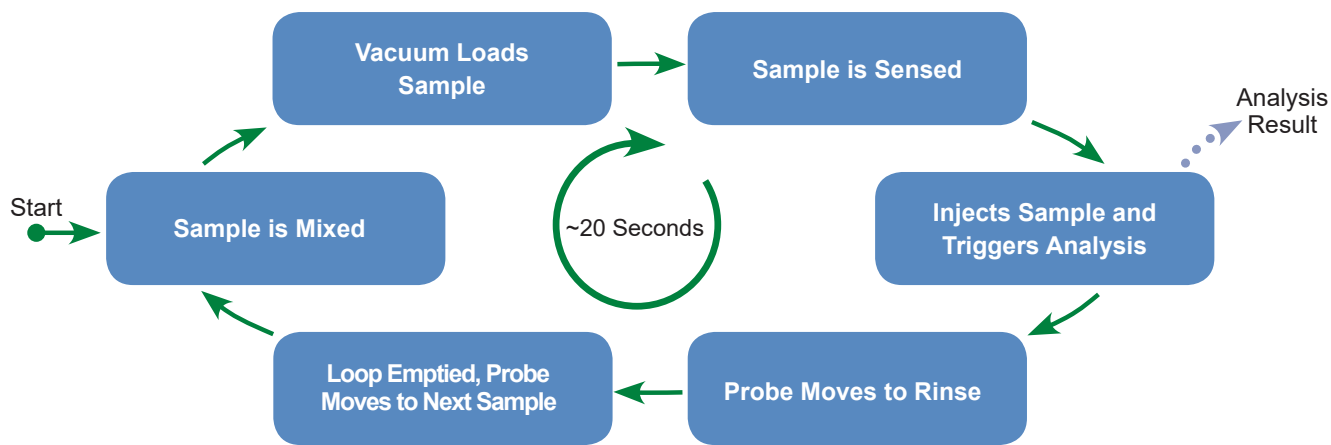 Start
Sample is Mixed
Vacuum Loads
Sample
Sample is Sensed
Injects Sample and
Triggers Analysis
Analysis
Result
Probe Moves to Rinse
Loop Emptied, Probe
Moves to Next Sample
~20 Seconds